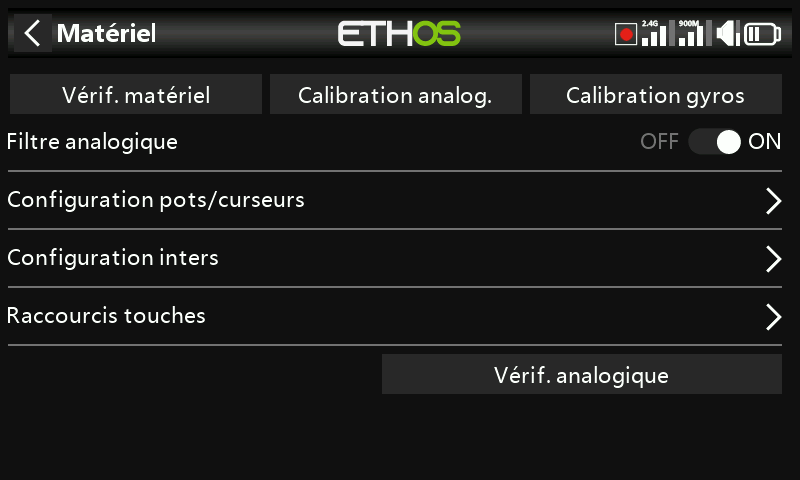 Matériel
ETHOS
2.4G 900M
Vérif. matériel Calibration analog. Calibration gyros
Filtre analogique OFF ON
Configuration pots/curseurs
Configuration inters
Raccourcis touches
Vérif. analogique